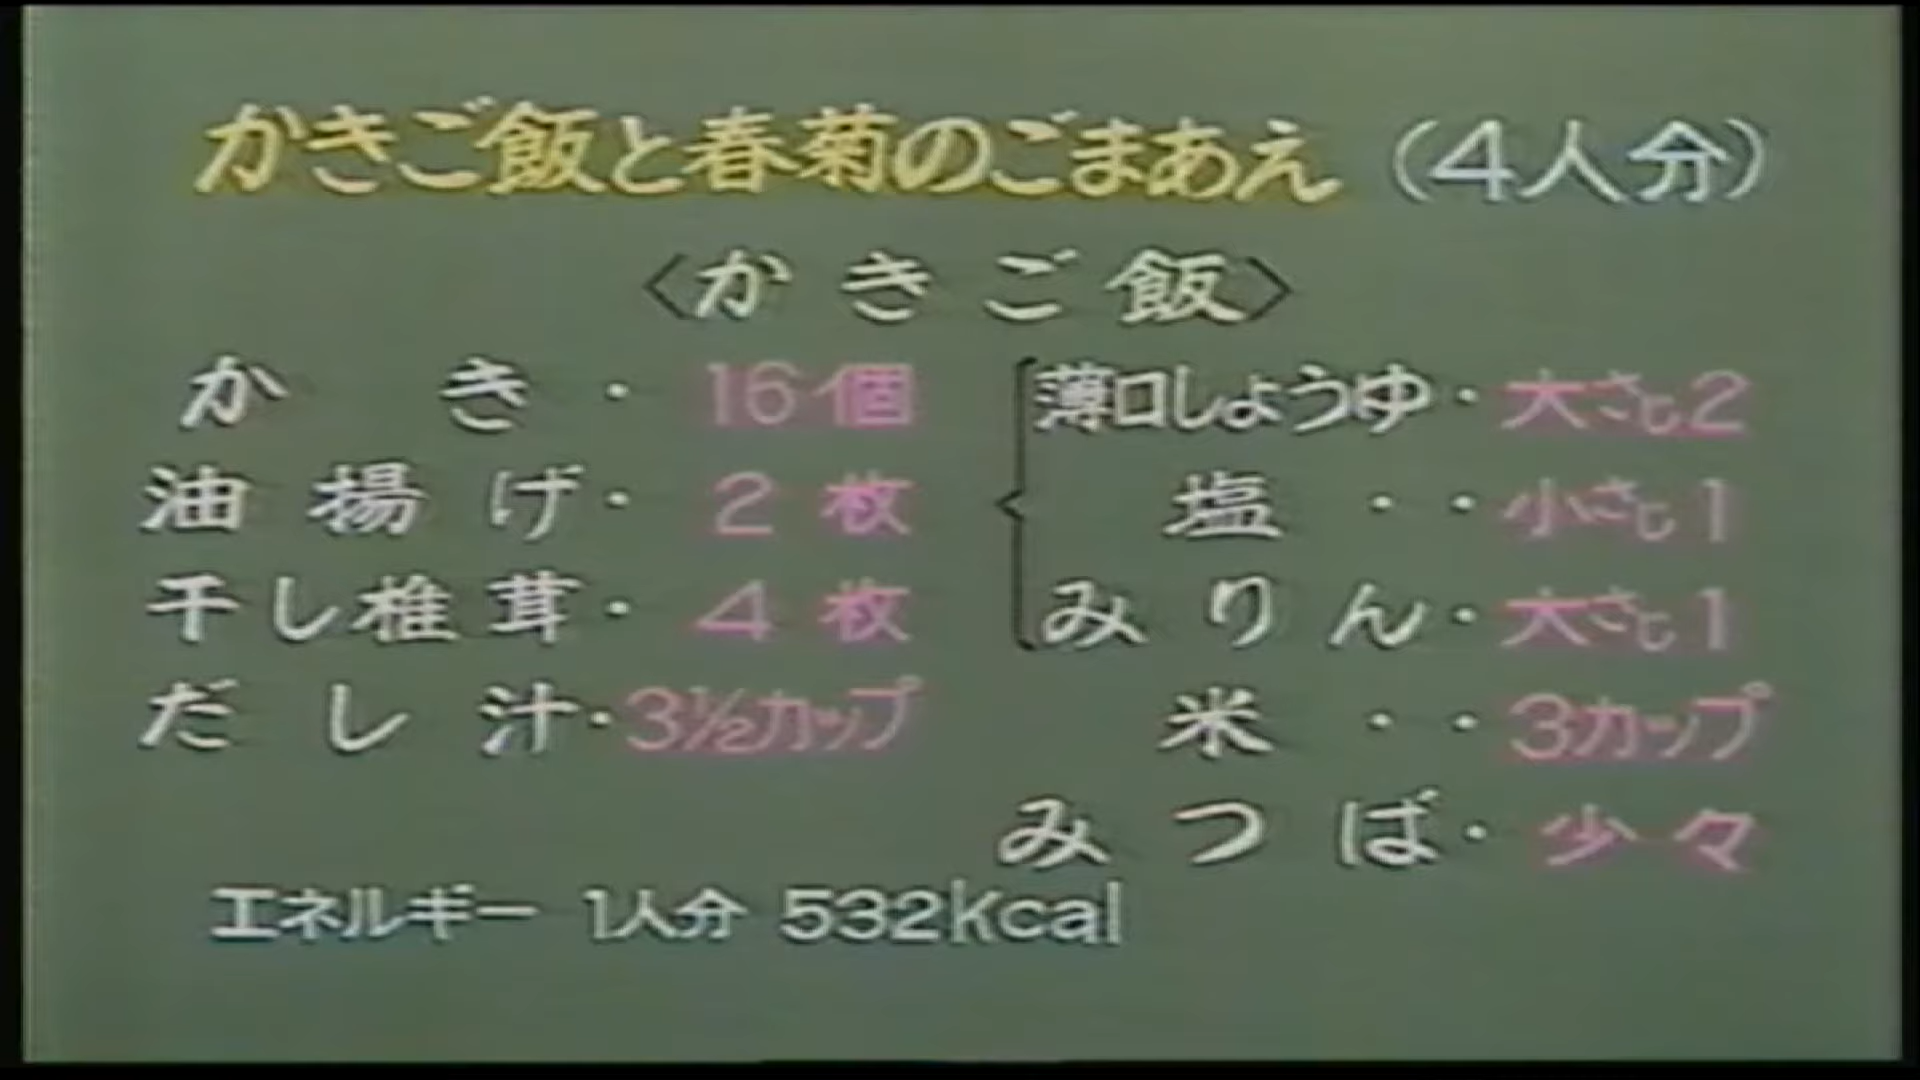 かきご飯と春菊のごまあえ（4人分）
〈かきご飯〉
かき・16個
油揚げ・2枚
干し椎茸・4枚
だし汁・3½カップ
薄口しょうゆ・大さじ2
塩・・小さじ1
みりん・大さじ1
米・・3カップ
みつば・少々
エネルギー 1人分 532kcal